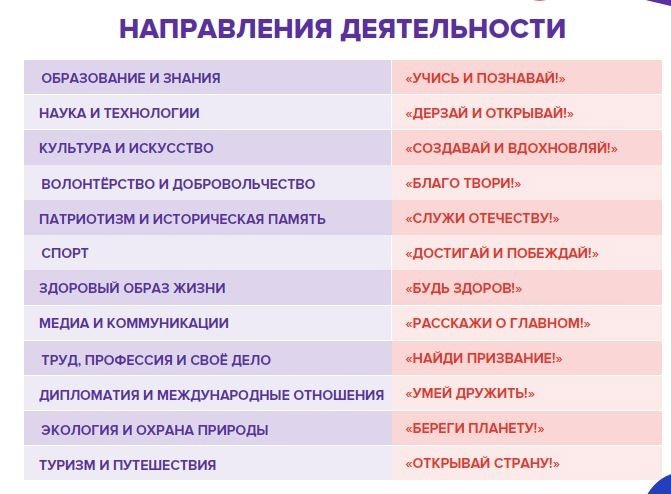 НАПРАВЛЕНИЯ ДЕЯТЕЛЬНОСТИ
ОБРАЗОВАНИЕ И ЗНАНИЯ «УЧИСЬ И ПОЗНАВАЙ!»
НАУКА И ТЕХНОЛОГИИ «ДЕРЗАЙ И ОТКРЫВАЙ!»
КУЛЬТУРА И ИСКУССТВО «СОЗДАВАЙ И ВДОХНОВЛЯЙ!»
ВОЛОНТЁРСТВО И ДОБРОВОЛЬЧЕСТВО «БЛАГО ТВОРИ!»
ПАТРИОТИЗМ И ИСТОРИЧЕСКАЯ ПАМЯТЬ «СЛУЖИ ОТЕЧЕСТВУ!»
СПОРТ «ДОСТИГАЙ И ПОБЕЖДАЙ!»
ЗДОРОВЫЙ ОБРАЗ ЖИЗНИ «БУДЬ ЗДОРОВ!»
МЕДИА И КОММУНИКАЦИИ «РАССКАЖИ О ГЛАВНОМ!»
ТРУД, ПРОФЕССИЯ И СВОЁ ДЕЛО «НАЙДИ ПРИЗВАНИЕ!»
ДИПЛОМАТИЯ И МЕЖДУНАРОДНЫЕ ОТНОШЕНИЯ «УМЕЙ ДРУЖИТЬ!»
ЭКОЛОГИЯ И ОХРАНА ПРИРОДЫ «БЕРЕГИ ПЛАНЕТУ!»
ТУРИЗМ И ПУТЕШЕСТВИЯ «ОТКРЫВАЙ СТРАНУ!»